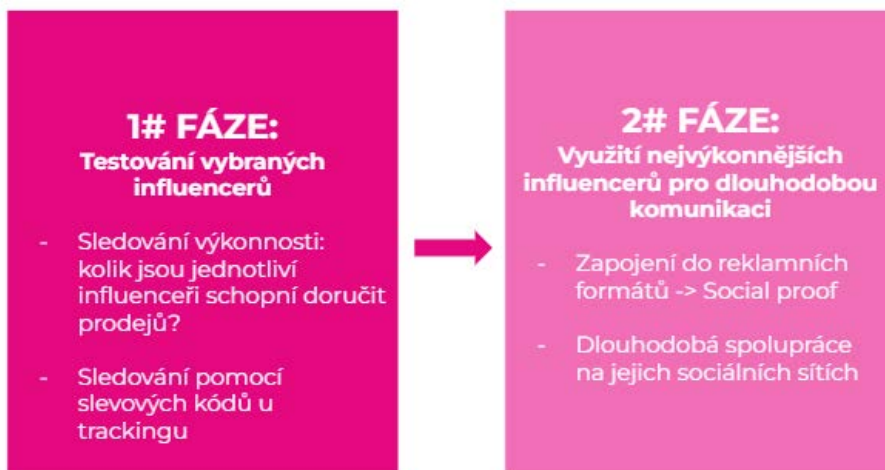 1# FÁZE:
Testování vybraných
influencerů
- Sledování výkonnosti:
kolik jsou jednotliví
influenceři schopní doručit
prodejů?
- Sledování pomocí
slevových kódů u
trackingu
2# FÁZE:
Využití nejvýkonnějších
influencerů pro dlouhodobou
komunikaci
- Zapojení do reklamních
formátů -> Social proof
- Dlouhodobá spolupráce
na jejich sociálních sítích